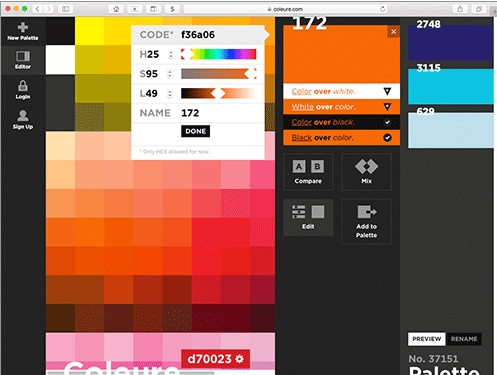 coloure.com
New Palette
Editor
Login
Sign Up
CODE* f36a06
H25
S95
L49
NAME 172
DONE
* Only HEX allowed for now.
172
Color over white.
White over color.
Color over black.
Black over color.
A B
Compare
Mix
Edit
Add to
Palette
2748
3115
629
PREVIEW RENAME
No. 37151
Palette
d70023
Coloure